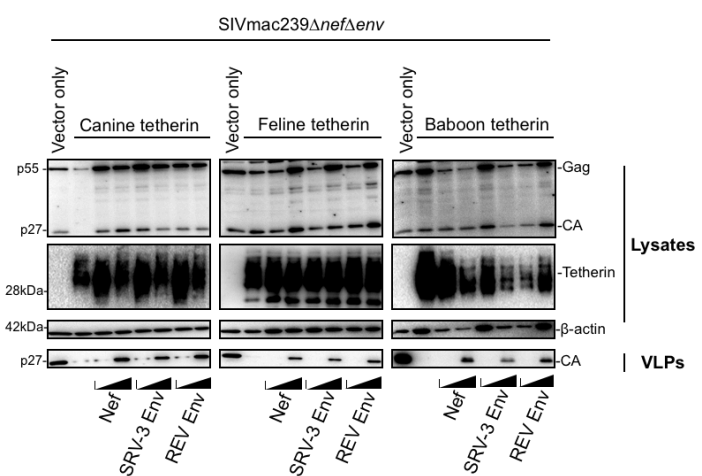 SIVmac239ΔnefΔenv
Vector only
Canine tetherin
Vector only
Feline tetherin
Vector only
Baboon tetherin
p55
-Gag
p27-
-CA
Lysates
-Tetherin
28kDa-
42kDa-
-β-actin
p27-
-CA
VLPs
Nef
SRV-3 Env
REV Env
Nef
SRV-3 Env
REV Env
Nef
SRV-3 Env
REV Env